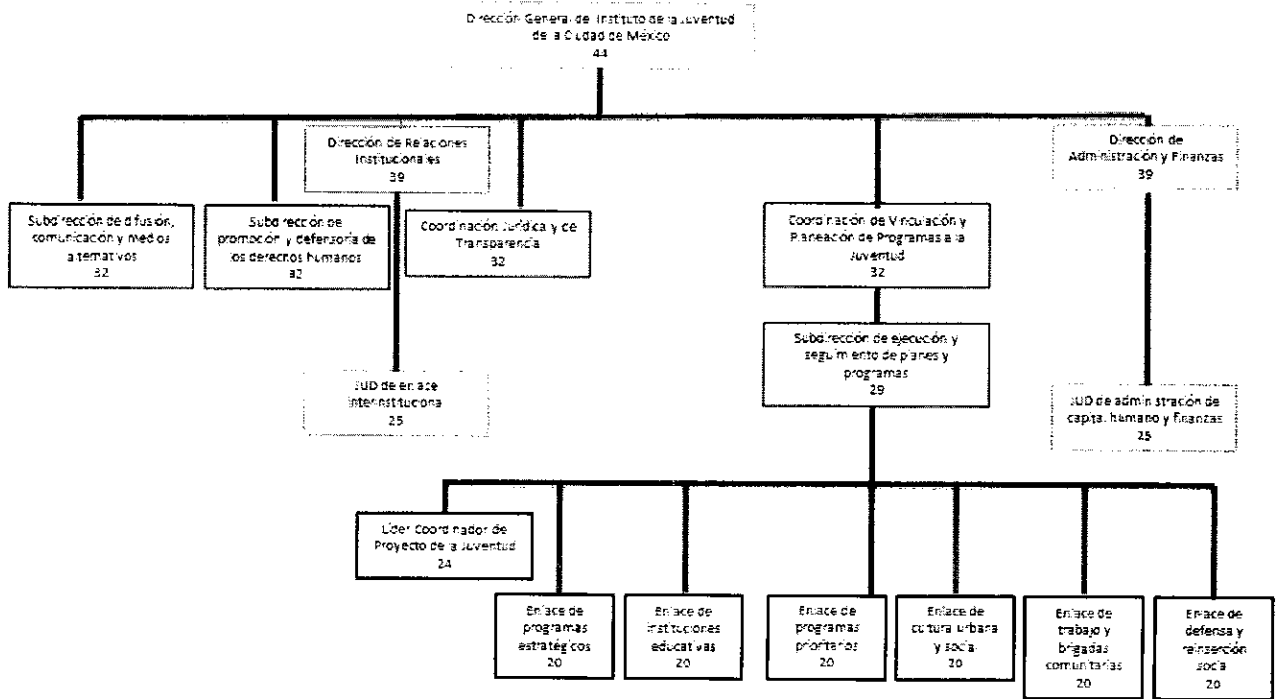 Dirección General del Instituto de la Juventud
de la Ciudad de México
44
Dirección de Relaciones
Institucionales
39
Dirección de
Administración y Finanzas
39
Subdirección de difusión,
comunicación y medios
alternativos
32
Subdirección de
promoción y defensoría de
los derechos humanos
32
Coordinación Jurídica y de
Transparencia
32
Coordinación de Vinculación y
Planeación de Programas a la
Juventud
32
Subdirección de ejecución y
seguimiento de planes y
programas
29
JUD de enlace
interinstitucional
25
JUD de administración de
capital humano y finanzas
25
Líder Coordinador de
Proyecto de la Juventud
24
Enlace de
programas
estratégicos
20
Enlace de
instituciones
educativas
20
Enlace de
programas
prioritarios
20
Enlace de
cultura urbana
y social
20
Enlace de
trabajo y
brigadas
comunitarias
20
Enlace de
defensa y
reinserción
social
20